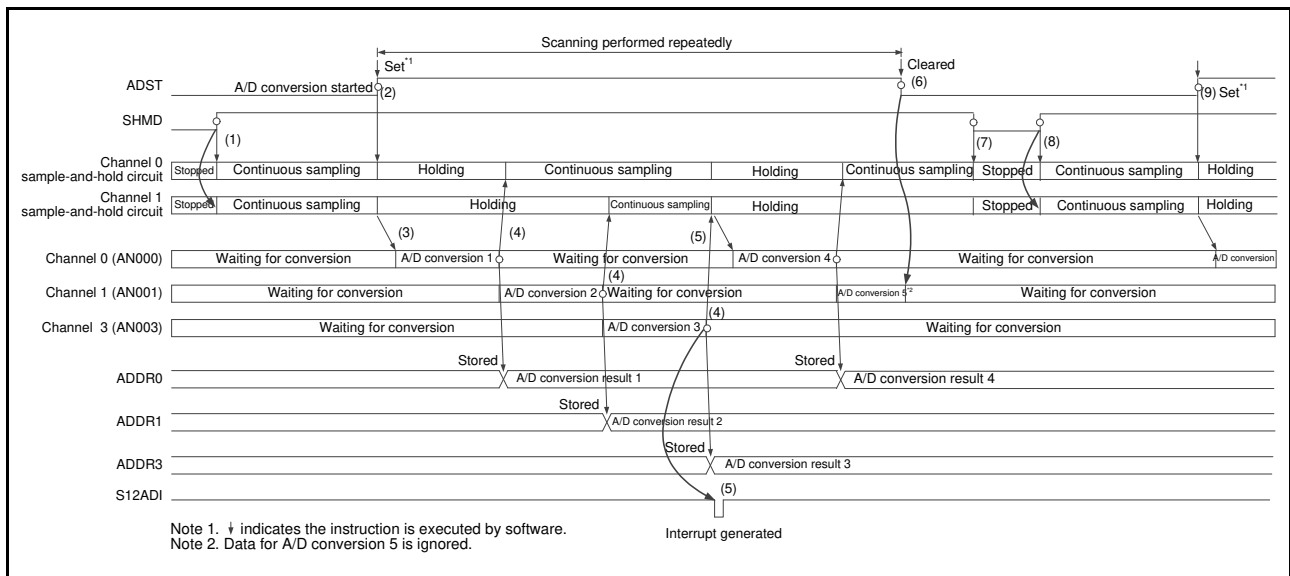 Scanning performed repeatedly
Set*1
Cleared
ADST
A/D conversion started
(2)
(6)
(9) Set*1
SHMD
(1)
(7)
(8)
Channel 0
sample-and-hold circuit
Stopped
Continuous sampling
Holding
Continuous sampling
Holding
Continuous sampling
Stopped
Continuous sampling
Holding
Channel 1
sample-and-hold circuit
Stopped
Continuous sampling
Holding
Continuous sampling
Holding
Stopped
Continuous sampling
Holding
(3)
(4)
(5)
Channel 0 (AN000)
Waiting for conversion
A/D conversion 1
Waiting for conversion
A/D conversion 4
Waiting for conversion
A/D conversion
(4)
Channel 1 (AN001)
Waiting for conversion
A/D conversion 2
Waiting for conversion
A/D conversion 5*2
Waiting for conversion
(4)
Channel 3 (AN003)
Waiting for conversion
A/D conversion 3
Waiting for conversion
Stored
Stored
ADDR0
A/D conversion result 1
A/D conversion result 4
Stored
ADDR1
A/D conversion result 2
Stored
ADDR3
A/D conversion result 3
S12ADI
(5)
Interrupt generated
Note 1. ↓ indicates the instruction is executed by software.
Note 2. Data for A/D conversion 5 is ignored.